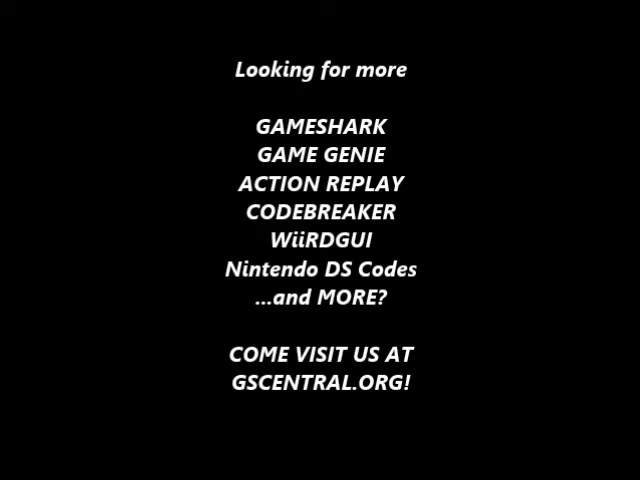 Looking for more
GAMESHARK
GAME GENIE
ACTION REPLAY
CODEBREAKER
WiiRDGUI
Nintendo DS Codes
...and MORE?
COME VISIT US AT
GSCENTRAL.ORG!